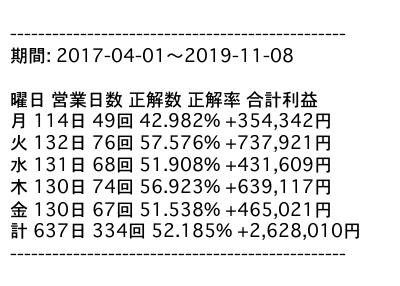 ------------------------------------------------
期間: 2017-04-01〜2019-11-08
曜日 営業日数 正解数 正解率 合計利益
月 114日 49回 42.982% +354,342円
火 132日 76回 57.576% +737,921円
水 131日 68回 51.908% +431,609円
木 130日 74回 56.923% +639,117円
金 130日 67回 51.538% +465,021円
計 637日 334回 52.185% +2,628,010円
------------------------------------------------